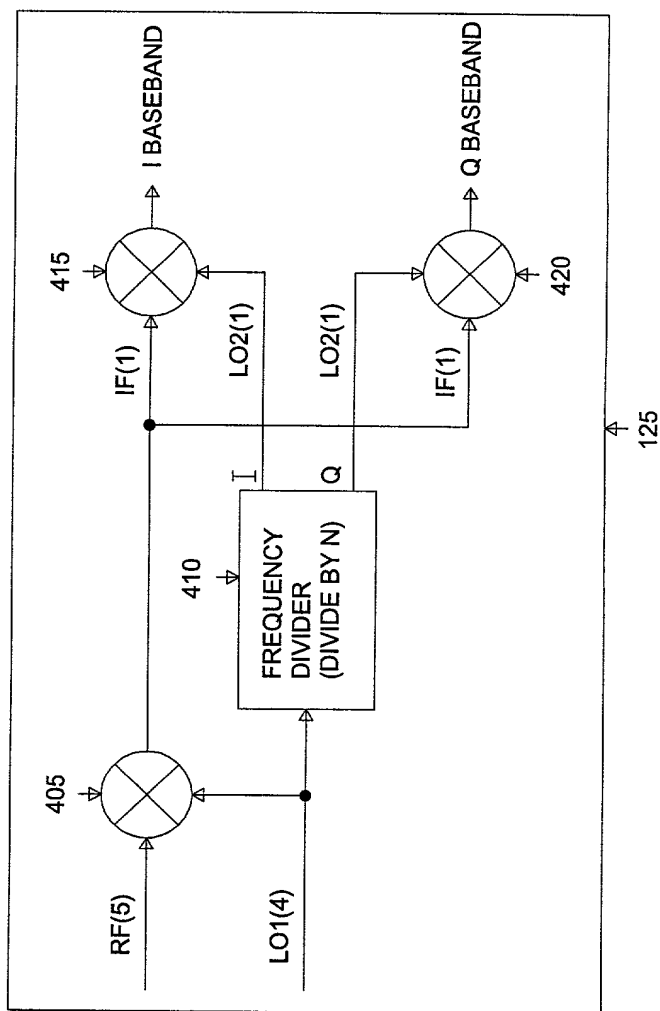 405
RF(5)
LO1(4)
410
FREQUENCY
DIVIDER
(DIVIDE BY N)
I
Q
IF(1)
LO2(1)
LO2(1)
IF(1)
415
420
I BASEBAND
Q BASEBAND
125